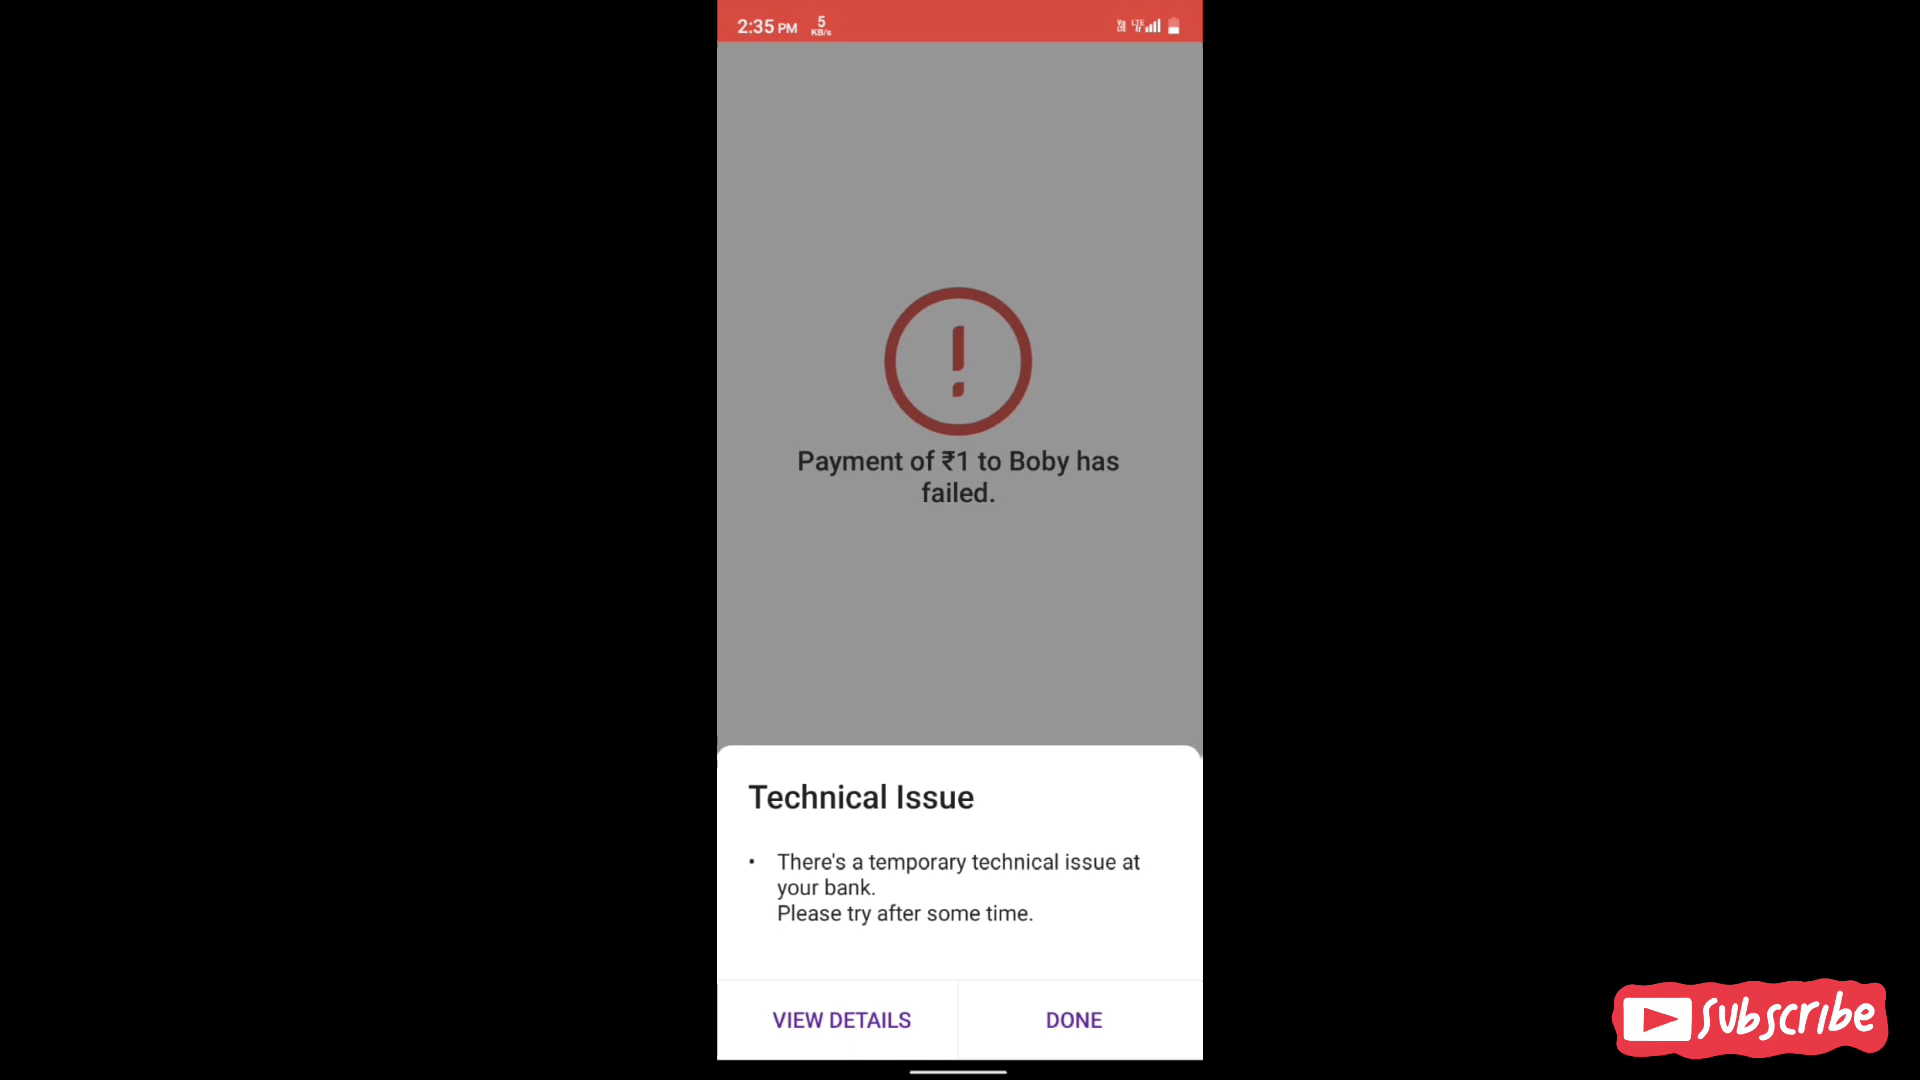 2:35 PM
5
KB/s
Payment of ₹1 to Boby has
failed.
Technical Issue
• There's a temporary technical issue at
your bank.
Please try after some time.
VIEW DETAILS
DONE
Subscribe